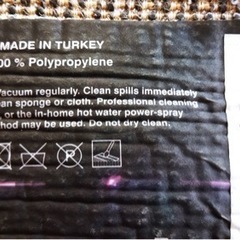 MADE IN TURKEY
00 % Polypropylene
Vacuum regularly. Clean spills immediately
an sponge or cloth. Professional cleaning
, or the in-home hot water power-spray
hod may be used. Do not dry clean.
P